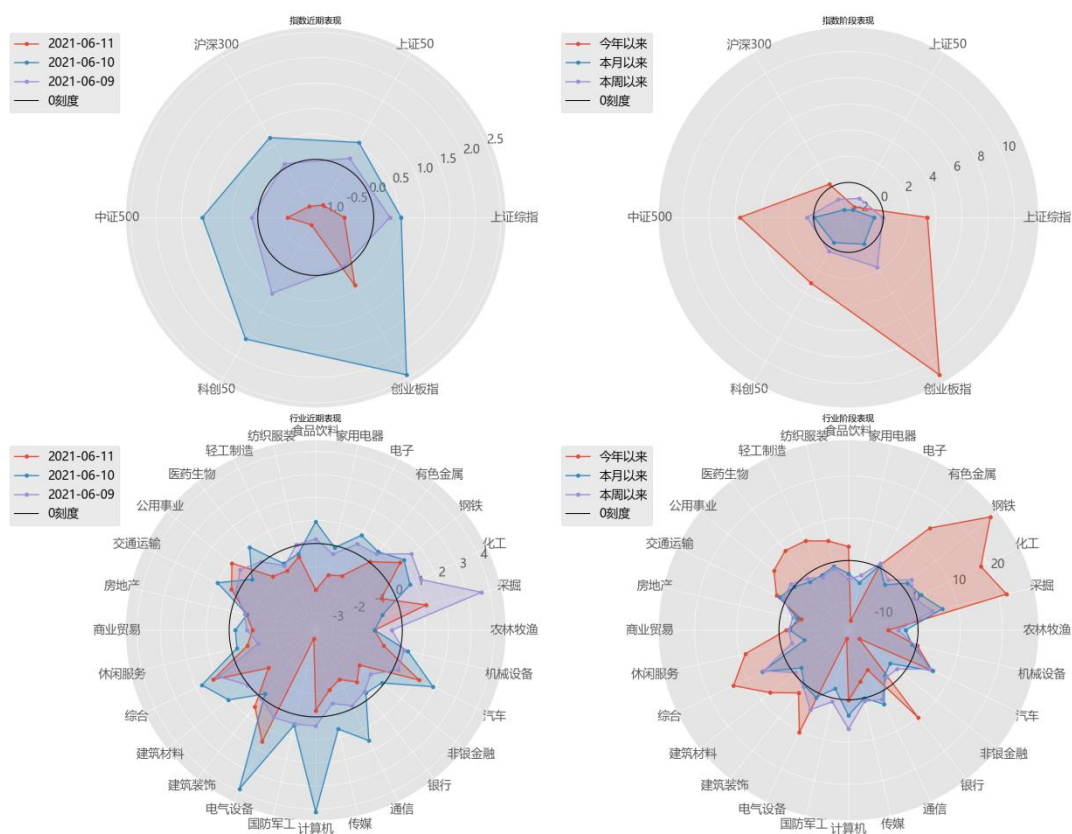 指数近期表现
2021-06-11
2021-06-10
2021-06-09
0刻度
沪深300
上证50
中证500
上证综指
科创50
创业板指
-0.5
0.0
0.5
1.0
1.5
2.0
2.5
指数阶段表现
今年以来
本月以来
本周以来
0刻度
沪深300
上证50
中证500
上证综指
科创50
创业板指
0
2
4
6
8
10
行业近期表现
2021-06-11
2021-06-10
2021-06-09
0刻度
食品饮料
纺织服装
家用电器
轻工制造
电子
医药生物
有色金属
公用事业
钢铁
交通运输
化工
房地产
采掘
商业贸易
农林牧渔
休闲服务
机械设备
综合
汽车
建筑材料
非银金融
建筑装饰
银行
电气设备
通信
国防军工
传媒
计算机
-3
-2
0
2
3
4
行业阶段表现
今年以来
本月以来
本周以来
0刻度
食品饮料
纺织服装
家用电器
轻工制造
电子
医药生物
有色金属
公用事业
钢铁
交通运输
化工
房地产
采掘
商业贸易
农林牧渔
休闲服务
机械设备
综合
汽车
建筑材料
非银金融
建筑装饰
银行
电气设备
通信
国防军工
传媒
计算机
-10
10
20